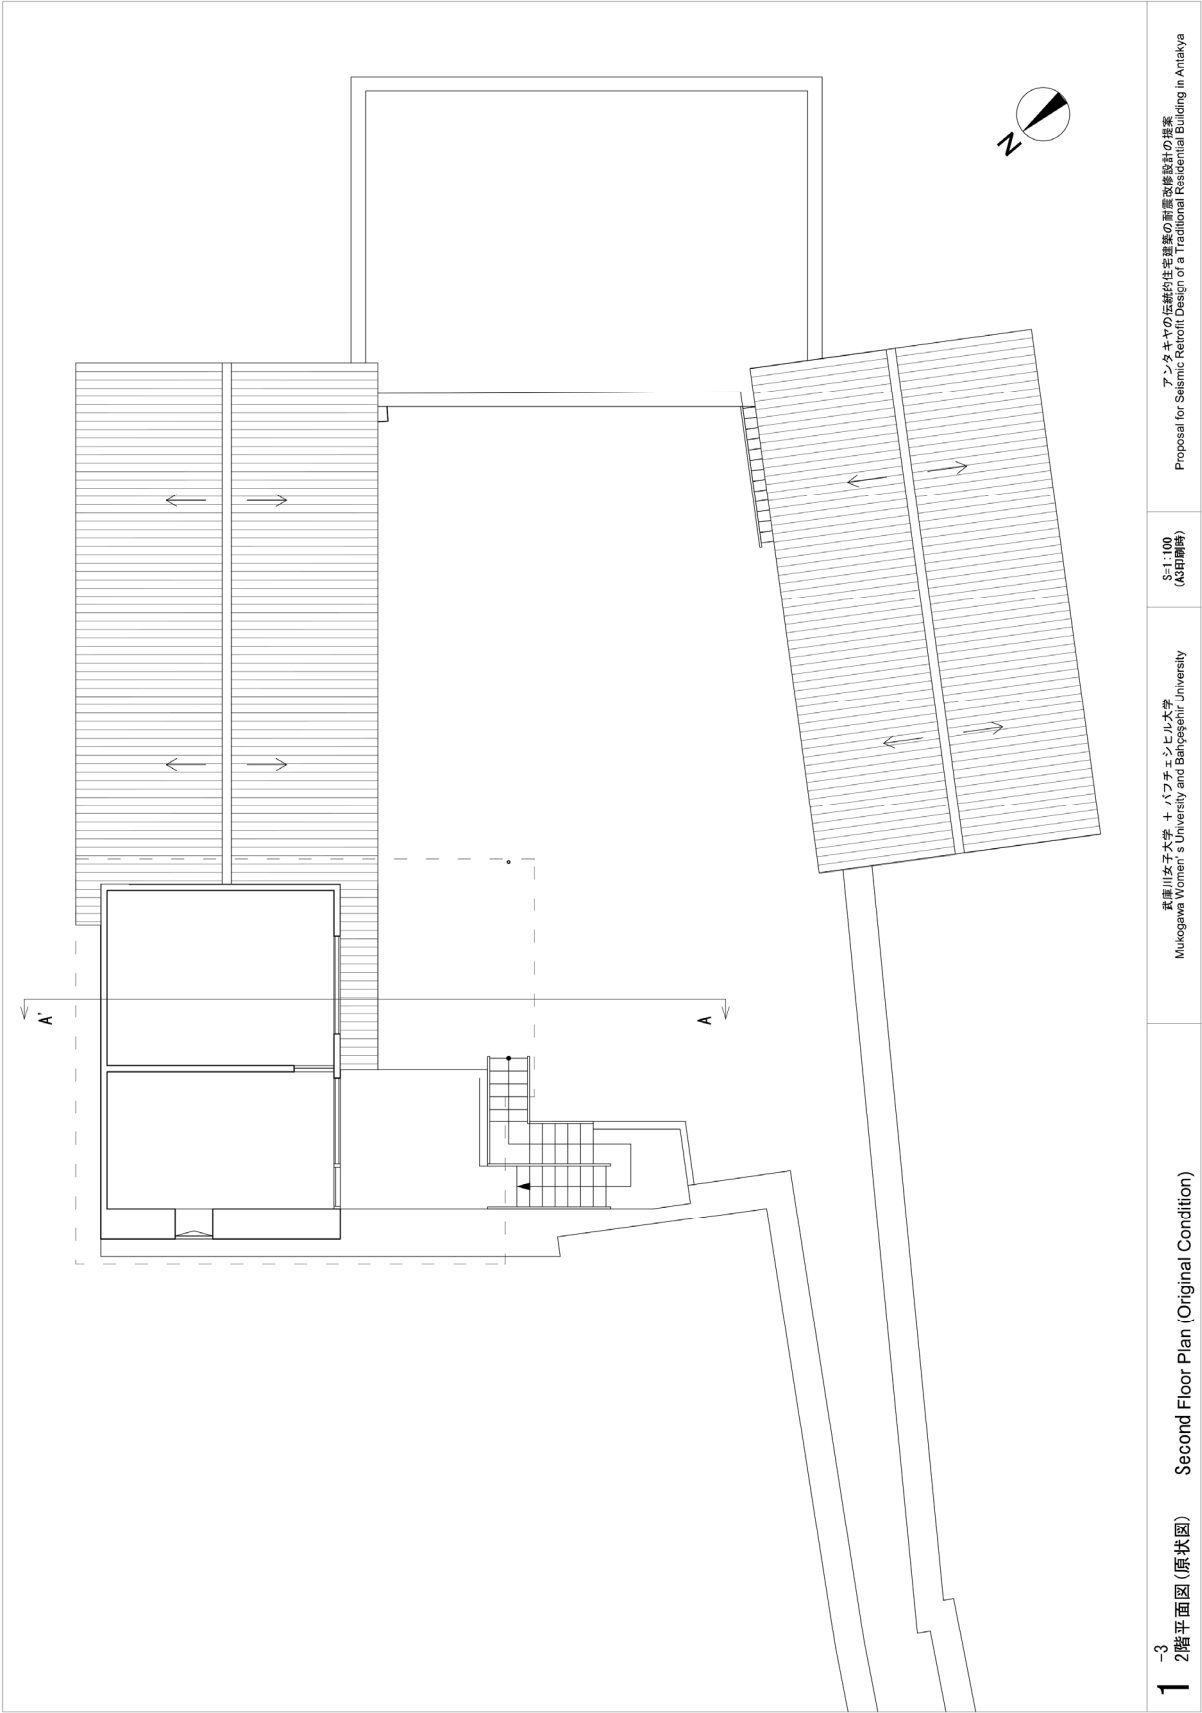 N
A'
A
1
-3
2階平面図(原状図)
Second Floor Plan (Original Condition)
武庫川女子大学 + バフチェシヒル大学
Mukogawa Women's University and Bahçeşehir University
S=1:100
(A3印刷時)
アンタキヤの伝統的住宅建築の耐震改修設計の提案
Proposal for Seismic Retrofit Design of a Traditional Residential Building in Antakya